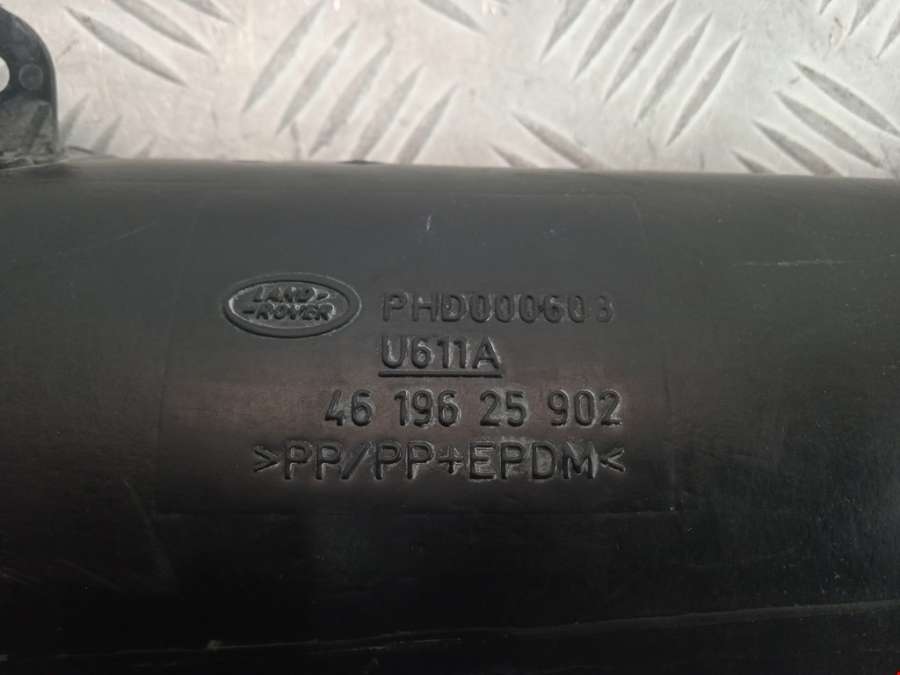 LAND-
-ROVER
PHD000603
U611A
46 196 25 902
>PP/PP+EPDM<